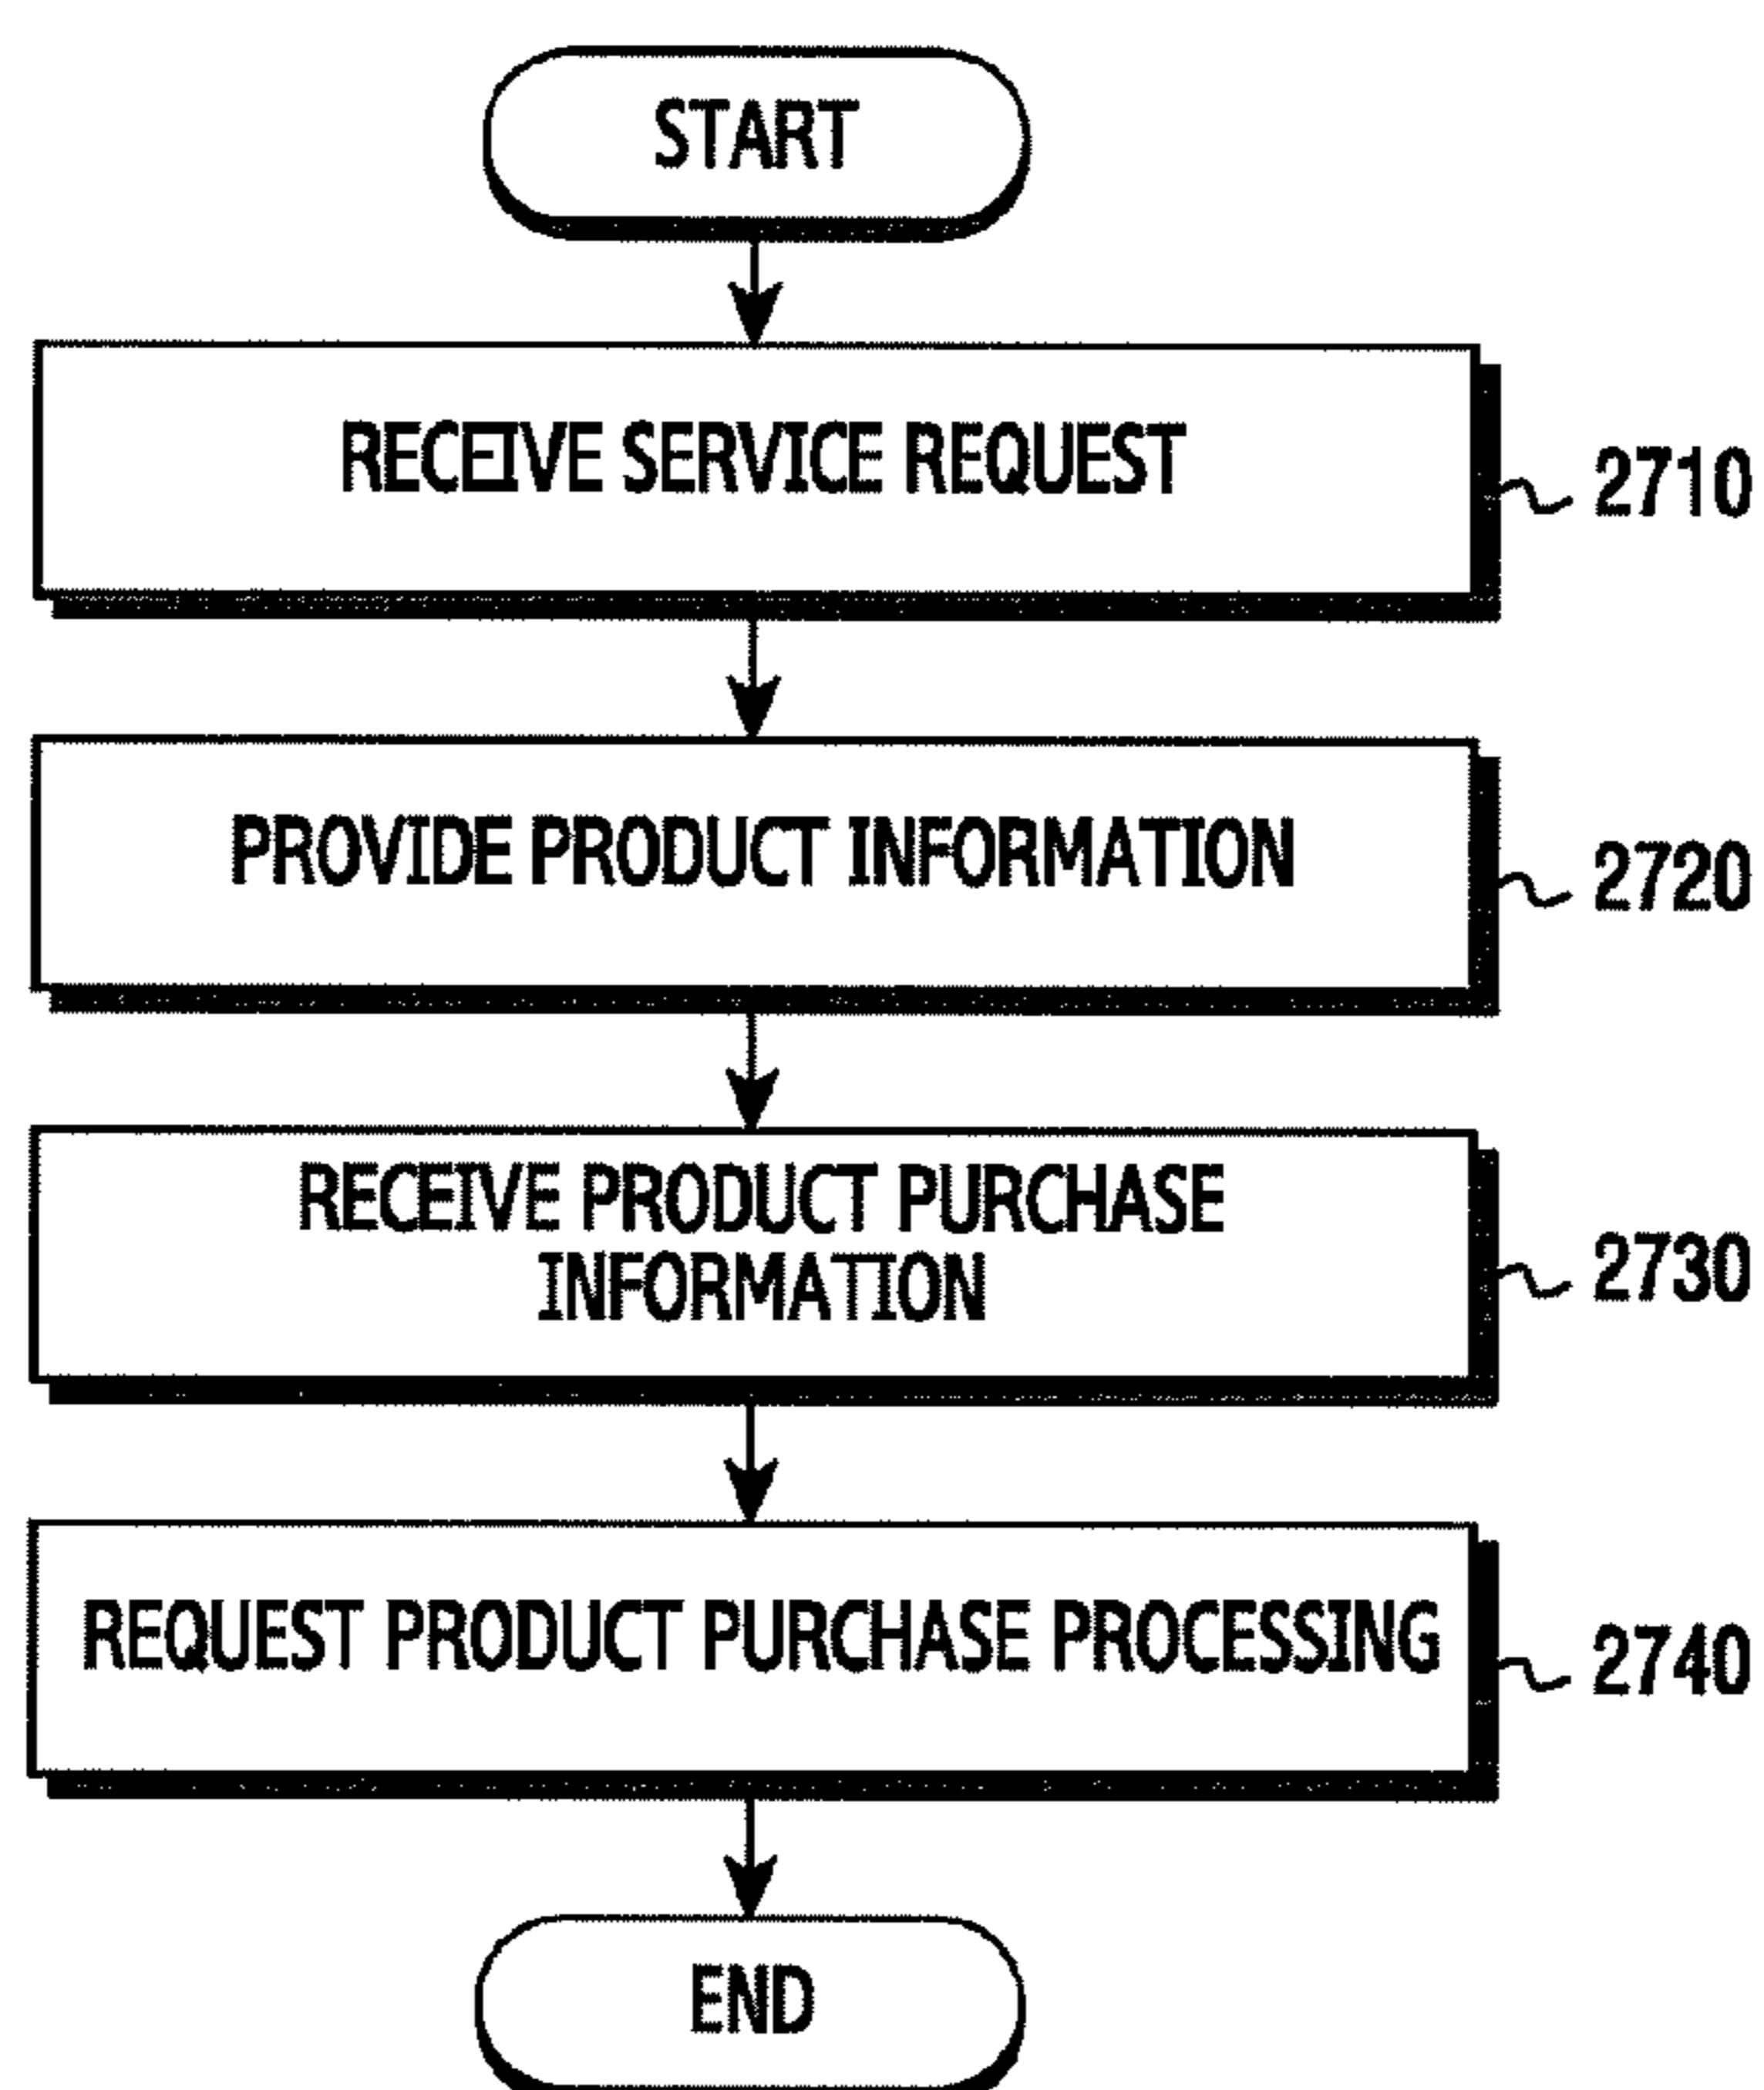 START
RECEIVE SERVICE REQUEST
2710
PROVIDE PRODUCT INFORMATION
2720
RECEIVE PRODUCT PURCHASE
INFORMATION
2730
REQUEST PRODUCT PURCHASE PROCESSING
2740
END